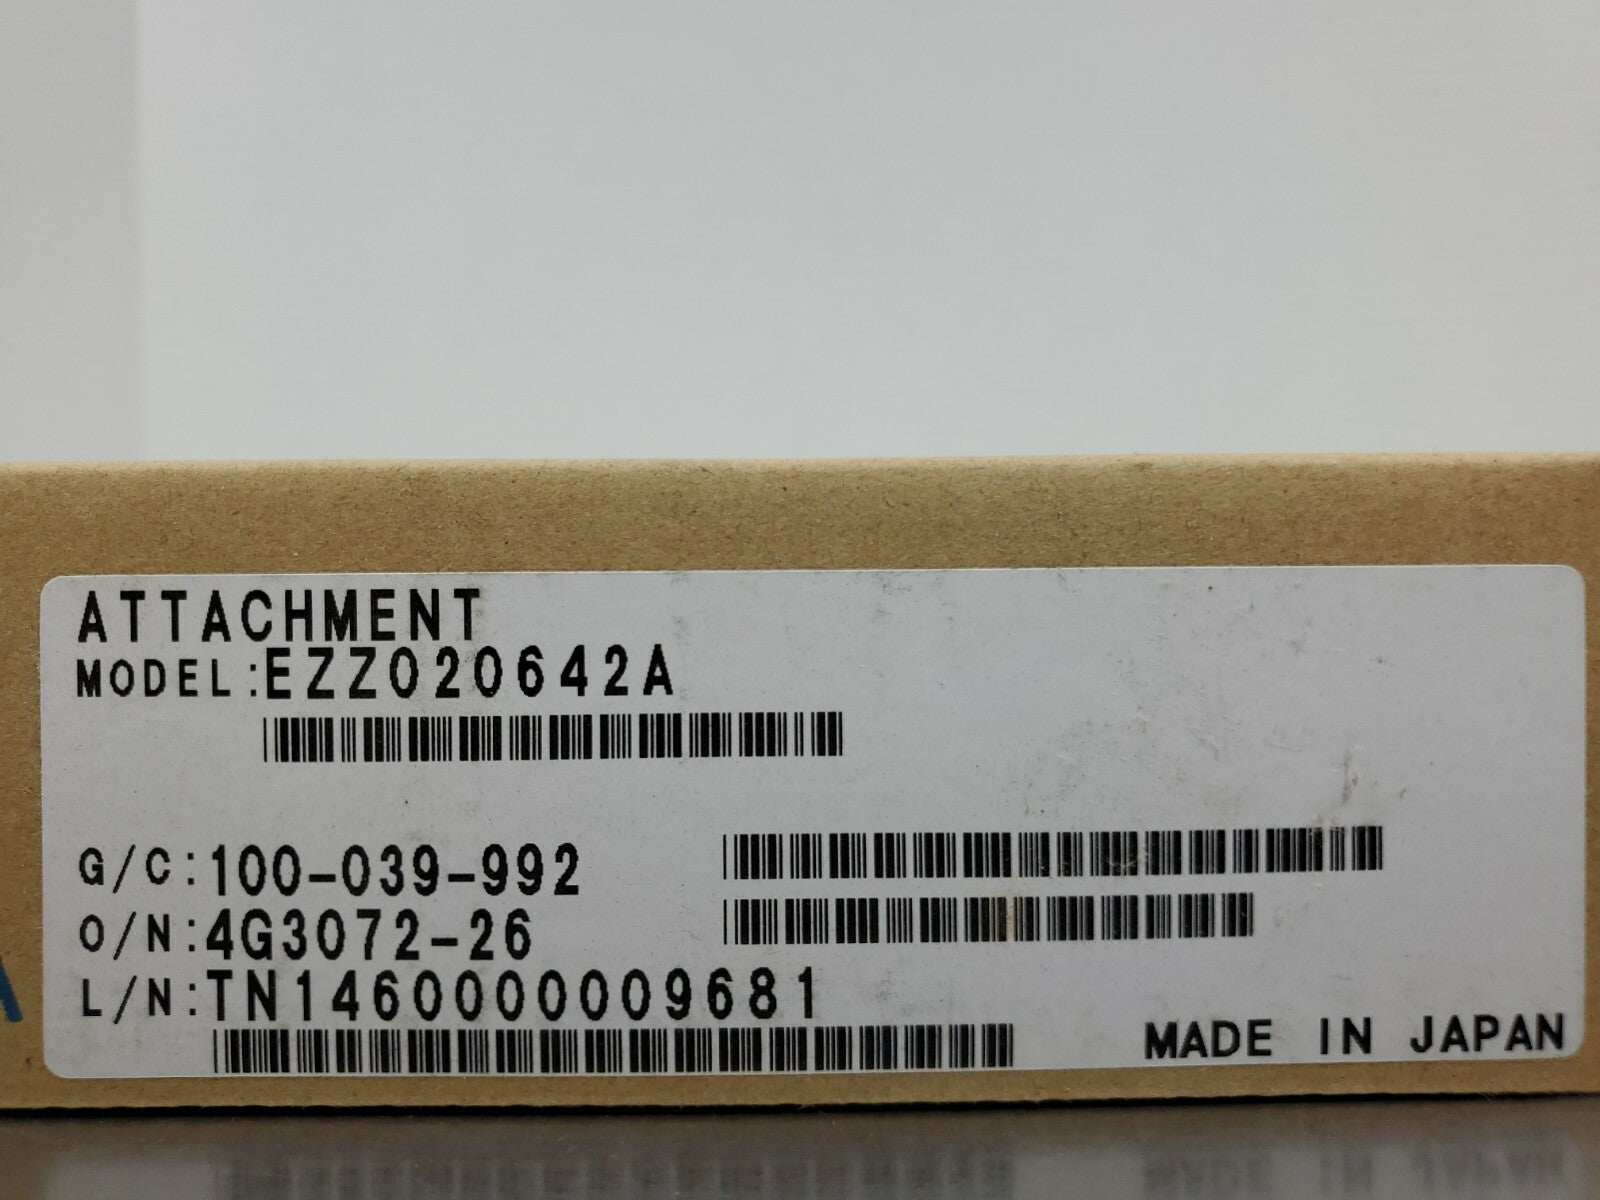 ATTACHMENT
MODEL:EZZ020642A
G/C:100-039-992
O/N:4G3072-26
L/N:TN1460000009681
MADE IN JAPAN
A